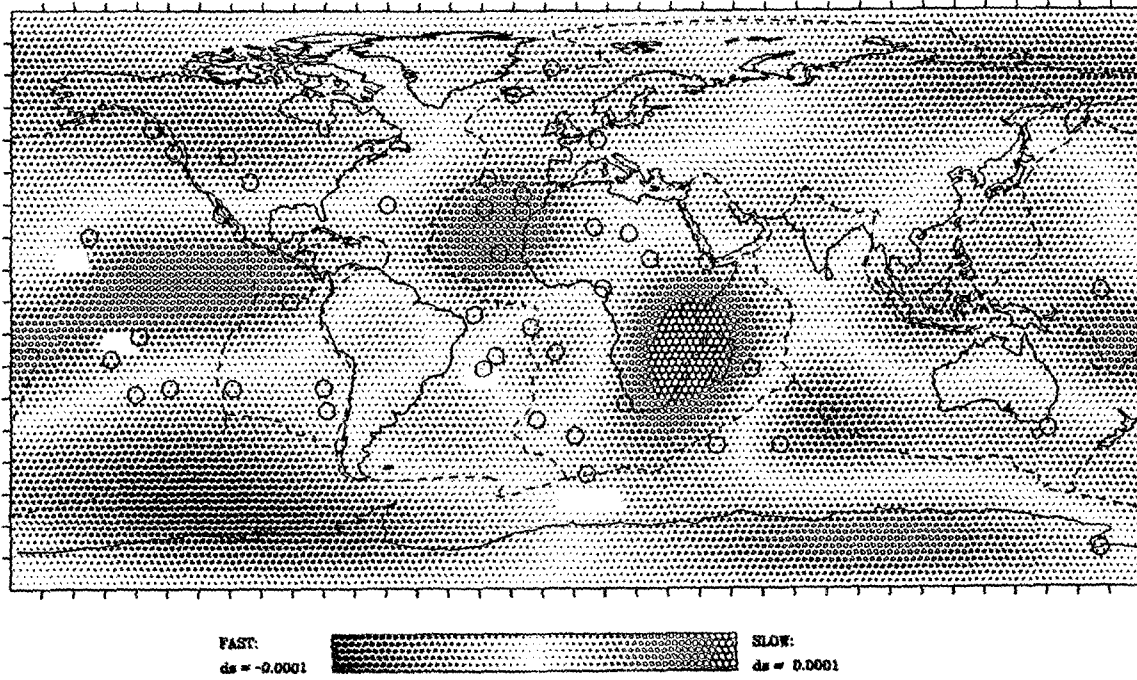 FAST:
ds = -0.0001
SLOW:
ds = 0.0001